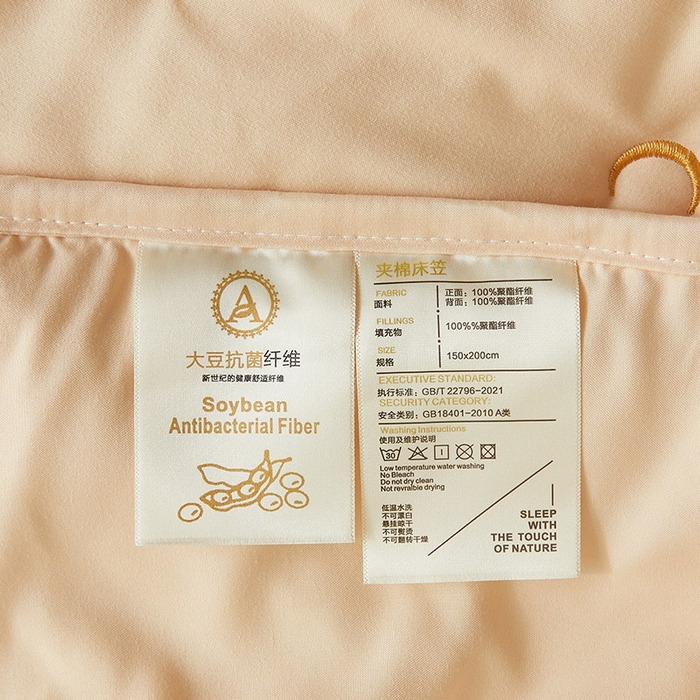 A
大豆抗菌纤维
新世纪的健康舒适纤维
Soybean
Antibacterial Fiber
夹棉床笠
FABRIC
面料
正面：100%聚酯纤维
背面：100%聚酯纤维
FILLINGS
填充物
100%%聚酯纤维
SIZE
规格
150x200cm
EXECUTIVE STANDARD:
执行标准：GB/T 22796-2021
SECURITY CATEGORY:
安全类别：GB18401-2010 A类
Washing Instructions
使用及维护说明
30
Low temperature water washing
No Bleach
Do not dry clean
Not revraible drying
低温水洗
不可漂白
悬挂晾干
不可熨烫
不可翻转干燥
SLEEP
WITH
THE TOUCH
OF NATURE